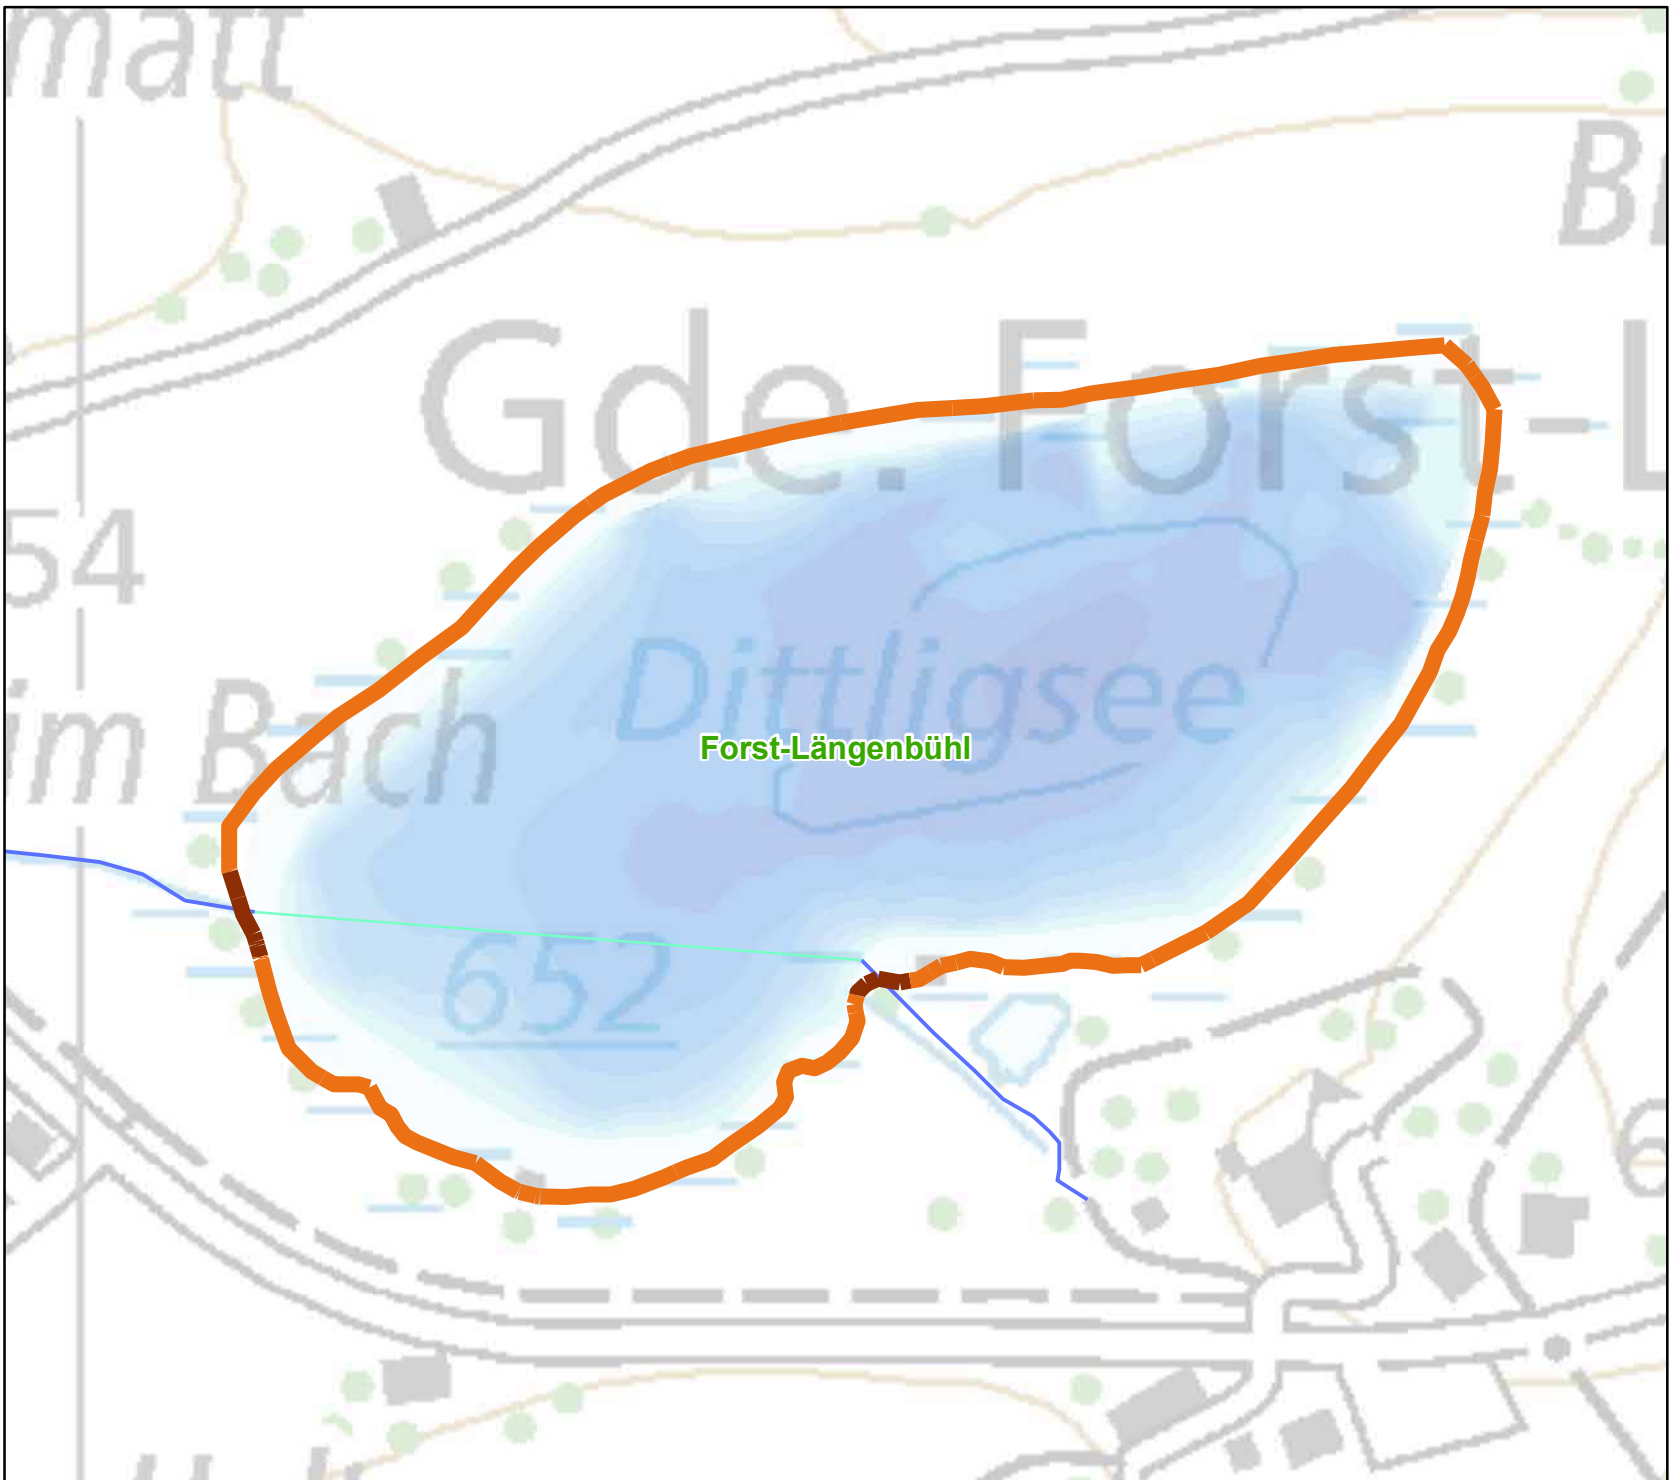 matt
Gde. Forst-L
54
Dittligsee
im Bach
Forst-Längenbühl
652